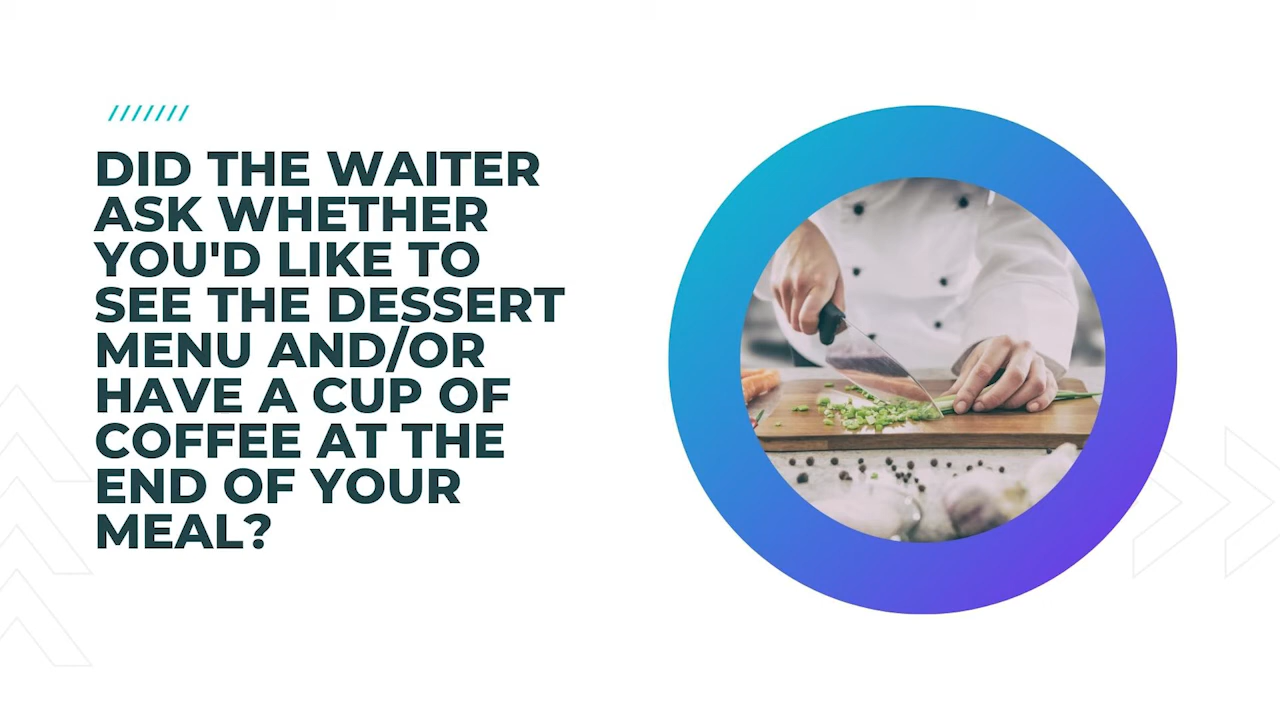 DID THE WAITER
ASK WHETHER
YOU'D LIKE TO
SEE THE DESSERT
MENU AND/OR
HAVE A CUP OF
COFFEE AT THE
END OF YOUR
MEAL?